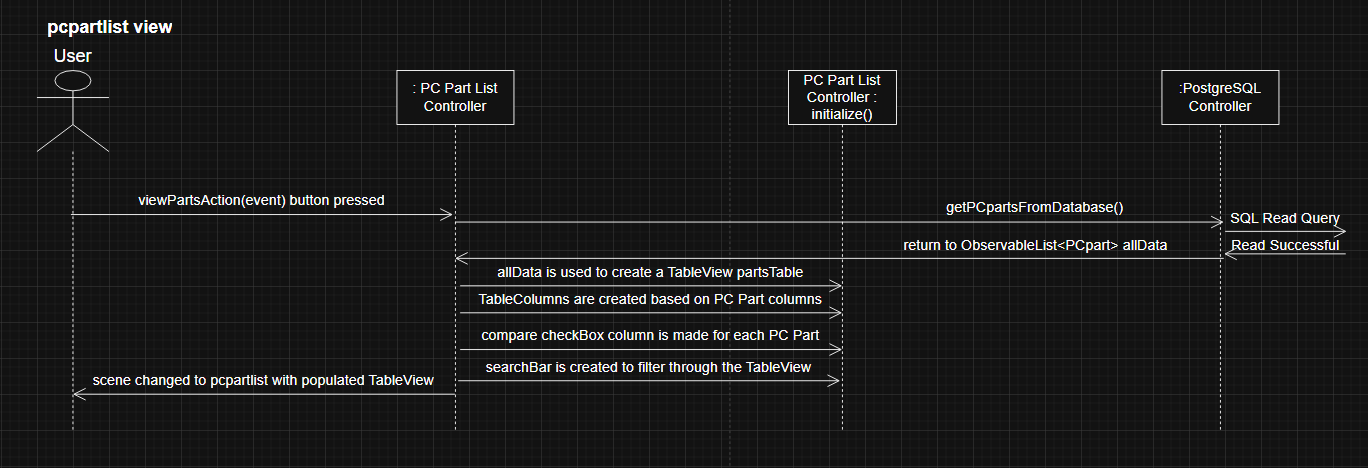 pcpartlist view
User
: PC Part List
Controller
PC Part List
Controller :
initialize()
:PostgreSQL
Controller
viewPartsAction(event) button pressed
getPCpartsFromDatabase()
SQL Read Query
return to ObservableList<PCpart> allData
Read Successful
allData is used to create a TableView partsTable
TableColumns are created based on PC Part columns
compare checkBox column is made for each PC Part
searchBar is created to filter through the TableView
scene changed to pcpartlist with populated TableView